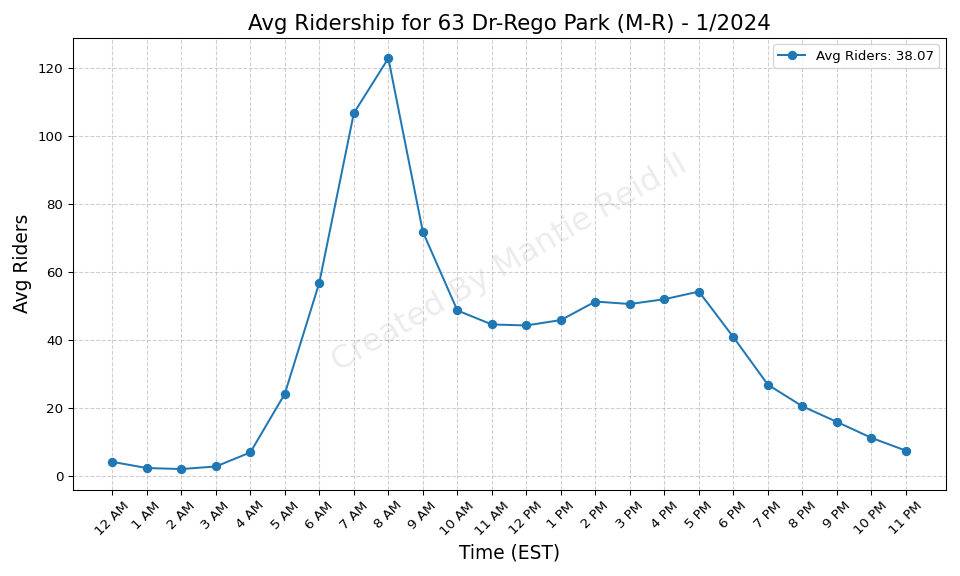 Avg Ridership for 63 Dr-Rego Park (M-R) - 1/2024
Avg Riders: 38.07
Avg Riders
120
100
80
60
40
20
0
Created By Mantie Reid II
12 AM
1 AM
2 AM
3 AM
4 AM
5 AM
6 AM
7 AM
8 AM
9 AM
10 AM
11 AM
12 PM
1 PM
2 PM
3 PM
4 PM
5 PM
6 PM
7 PM
8 PM
9 PM
10 PM
11 PM
Time (EST)